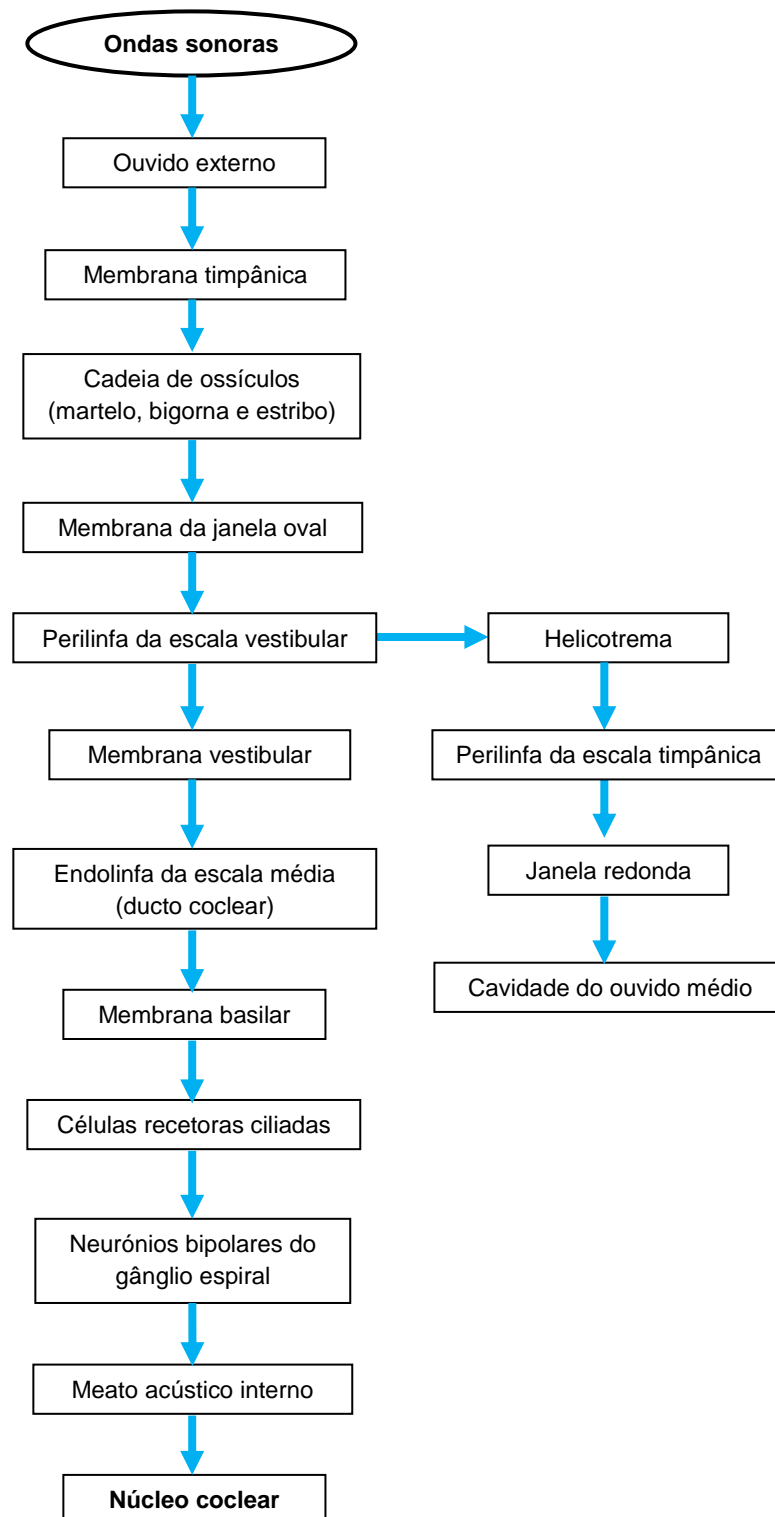 Ondas sonoras
Ouvido externo
Membrana timpânica
Cadeia de ossículos
(martelo, bigorna e estribo)
Membrana da janela oval
Perilinfa da escala vestibular
Helicotrema
Membrana vestibular
Perilinfa da escala timpânica
Endolinfa da escala média
(ducto coclear)
Janela redonda
Membrana basilar
Cavidade do ouvido médio
Células recetoras ciliadas
Neurónios bipolares do
gânglio espiral
Meato acústico interno
Núcleo coclear